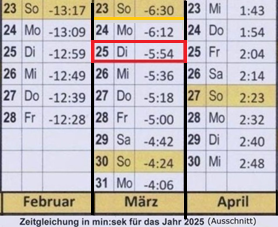 23 So -13:17 23 So -6:30 23 Mi 1:43
24 Mo -13:09 24 Mo -6:12 24 Do 1:54
25 Di -12:59 25 Di -5:54 25 Fr 2:04
26 Mi -12:49 26 Mi -5:36 26 Sa 2:14
27 Do -12:39 27 Do -5:18 27 So 2:23
28 Fr -12:28 28 Fr -5:00 28 Mo 2:32
29 Sa -4:42 29 Di 2:40
30 So -4:24 30 Mi 2:48
31 Mo -4:06
Februar März April
Zeitgleichung in min:sek für das Jahr 2025 (Ausschnitt)